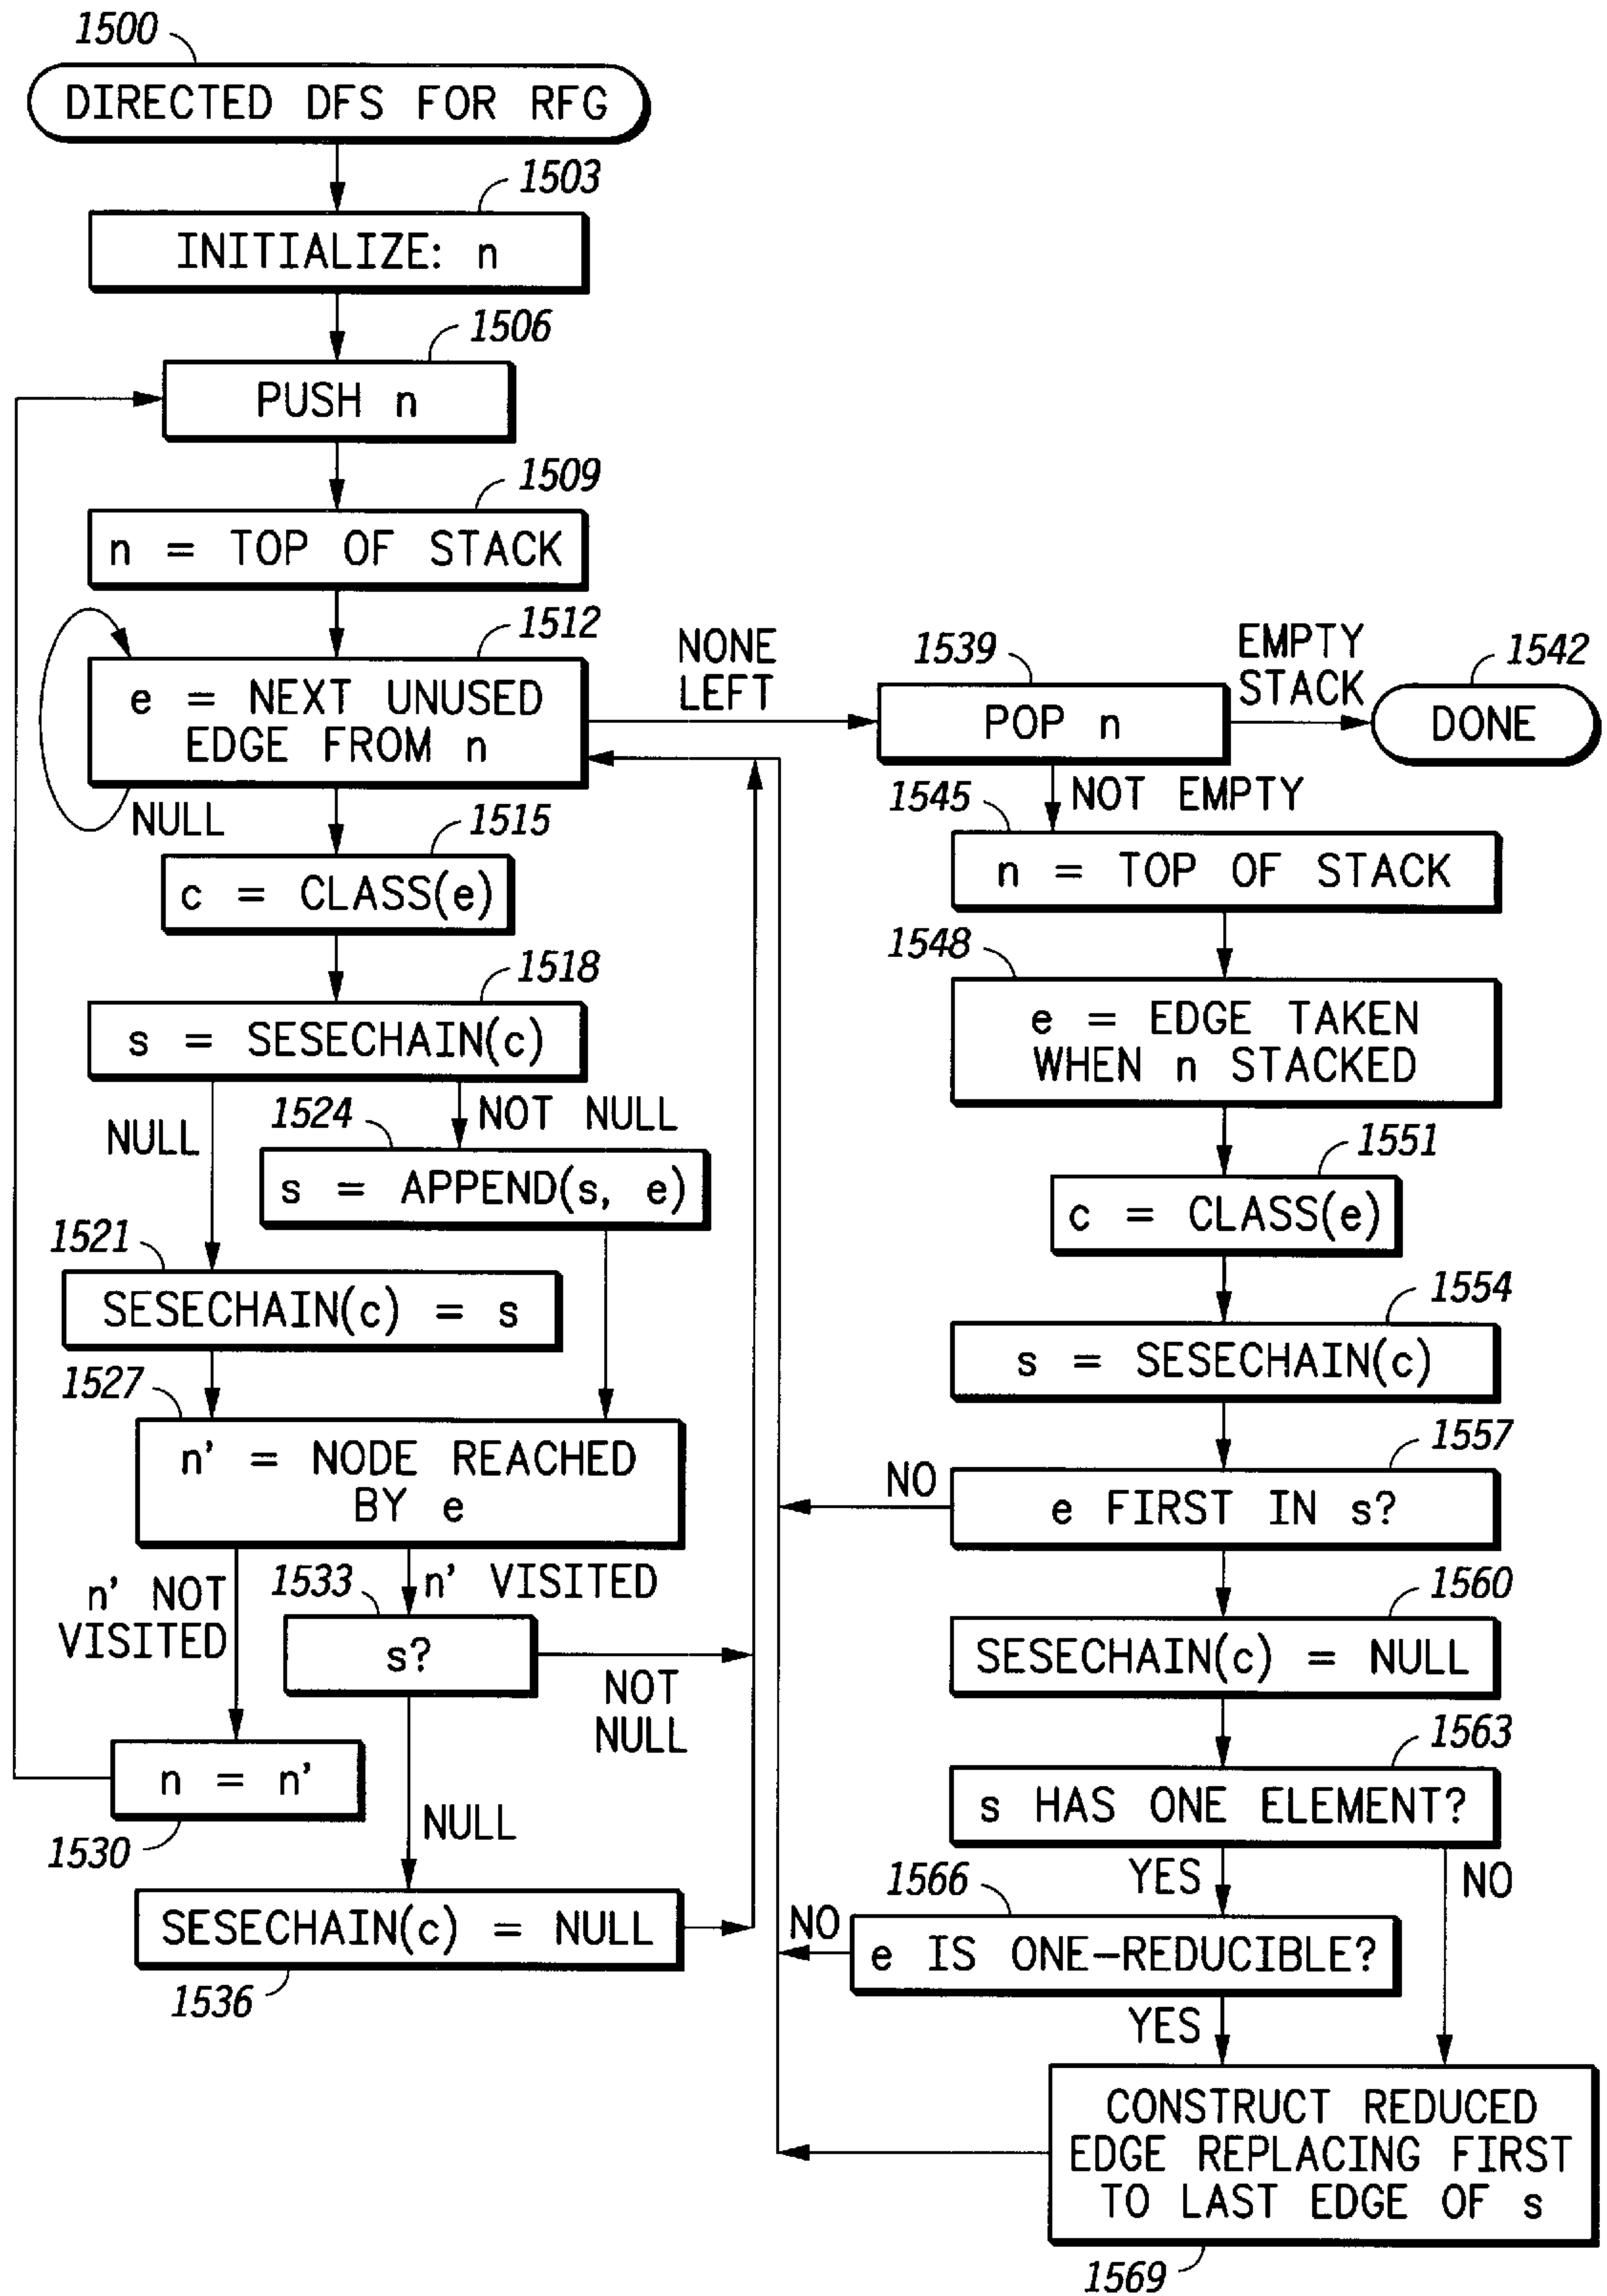 1500
DIRECTED DFS FOR RFG
1503
INITIALIZE: n
1506
PUSH n
1509
n = TOP OF STACK
1512
e = NEXT UNUSED
EDGE FROM n
NULL
NONE
LEFT
1539
POP n
EMPTY
STACK
1542
DONE
NOT EMPTY
1515
c = CLASS(e)
1518
s = SESECHAIN(c)
NULL
NOT NULL
1524
s = APPEND(s, e)
1521
SESECHAIN(c) = s
1527
n' = NODE REACHED
BY e
n' NOT
VISITED
n' VISITED
1533
s?
NOT
NULL
n = n'
1530
NULL
SESECHAIN(c) = NULL
1536
1545
n = TOP OF STACK
1548
e = EDGE TAKEN
WHEN n STACKED
1551
c = CLASS(e)
1554
s = SESECHAIN(c)
1557
e FIRST IN s?
NO
1560
SESECHAIN(c) = NULL
1563
s HAS ONE ELEMENT?
YES
NO
1566
e IS ONE-REDUCIBLE?
NO
YES
CONSTRUCT REDUCED
EDGE REPLACING FIRST
TO LAST EDGE OF s
1569